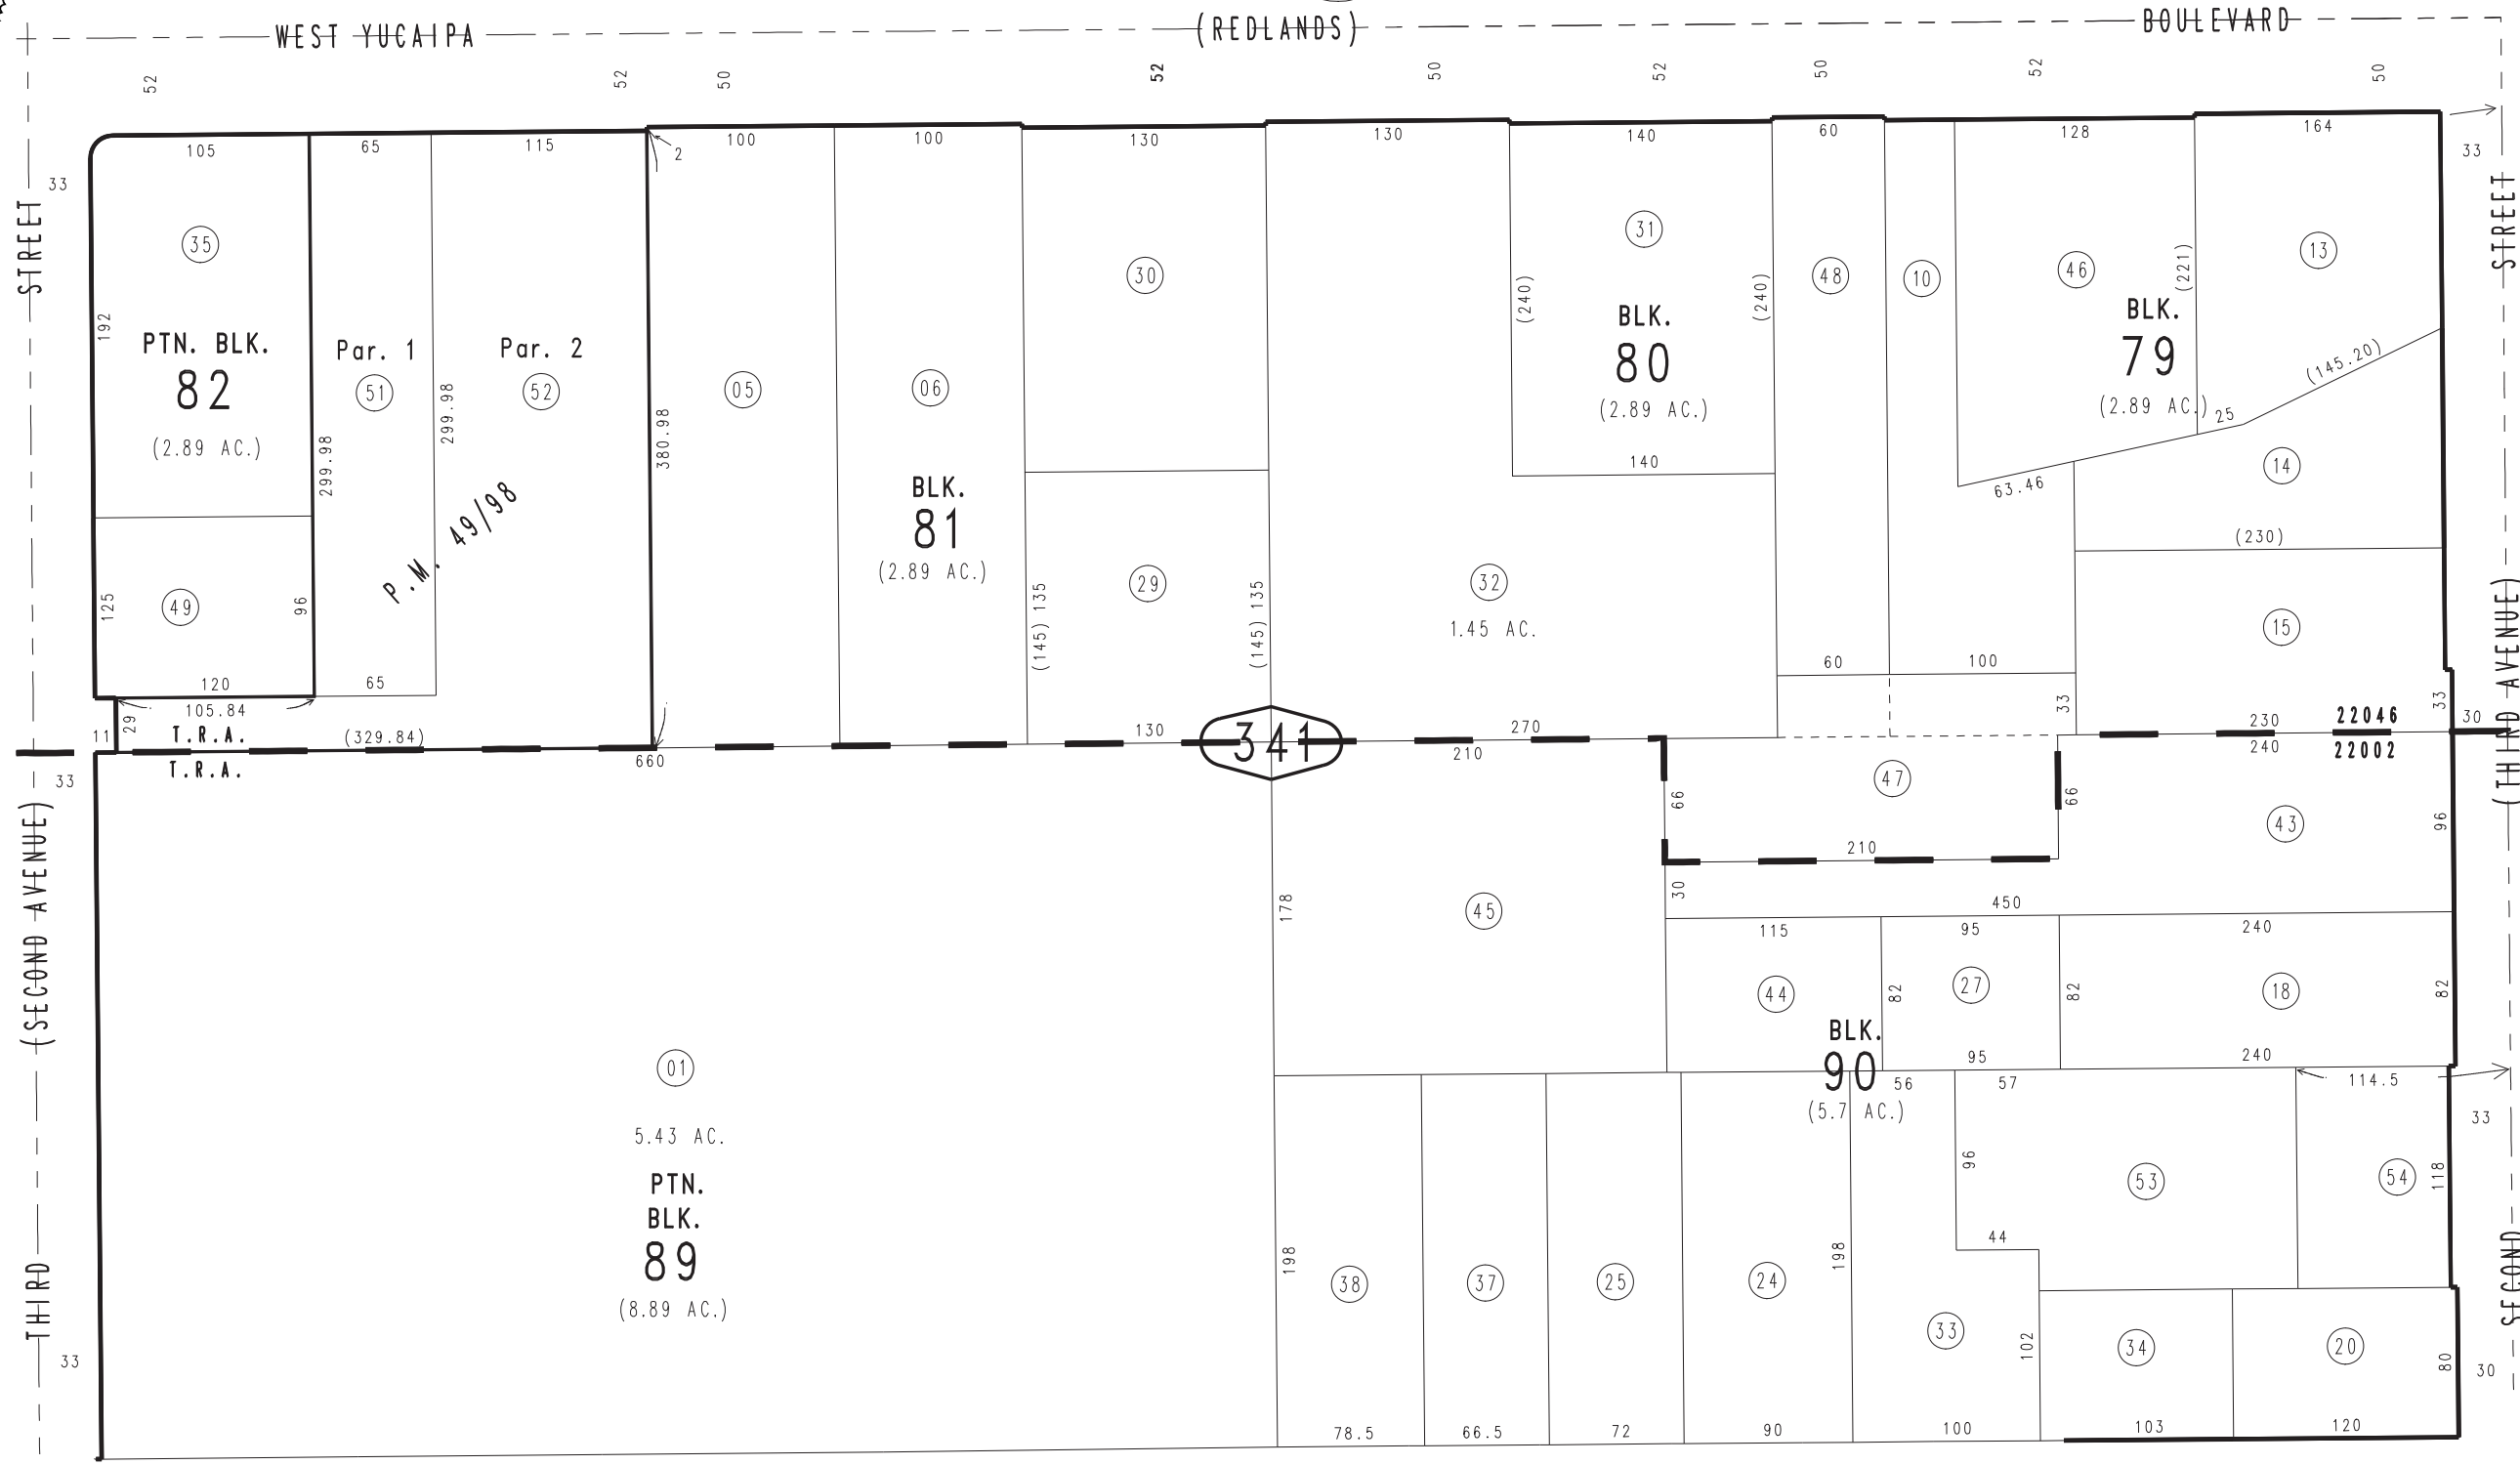 WEST YUCAIPA (REDLANDS) BOULEVARD
52 52 50 52 50 52 50 52 50
105 65 115 2 100 100 130 130 140 60 128 164
33 33
STREET STREET
35 30 31 48 10 46 13
192 (240) (240) (221)
PTN. BLK.
82
(2.89 AC.)
Par. 1
51
Par. 2
52
299.98 299.98 380.98
P.M. 49/98
05 06
BLK.
81
(2.89 AC.)
BLK.
80
(2.89 AC.)
140
BLK.
79
(2.89 AC.)
25 (145.20)
63.46
14
(230)
125 49 96
120 65
105.84
11 29
(145) 135 29 (145) 135
32
1.45 AC.
60 100
33
15
33
(THIRD AVENUE)
T.R.A. (329.84) 130 341 270 230 22046 30
T.R.A. 660 210 240 22002
33
66 47 66
210
43 96
30 450
(SECOND AVENUE)
178 45
115 95 240
44 82 27 82 18 82
BLK.
90
(5.7 AC.)
95 240
56 57 114.5
33
01
5.43 AC.
PTN.
BLK.
89
(8.89 AC.)
96 53 54 118
44
198 38 37 25 24 198 33 102 34 20 80
THIRD SECOND
33 30
78.5 66.5 72 90 100 103 120